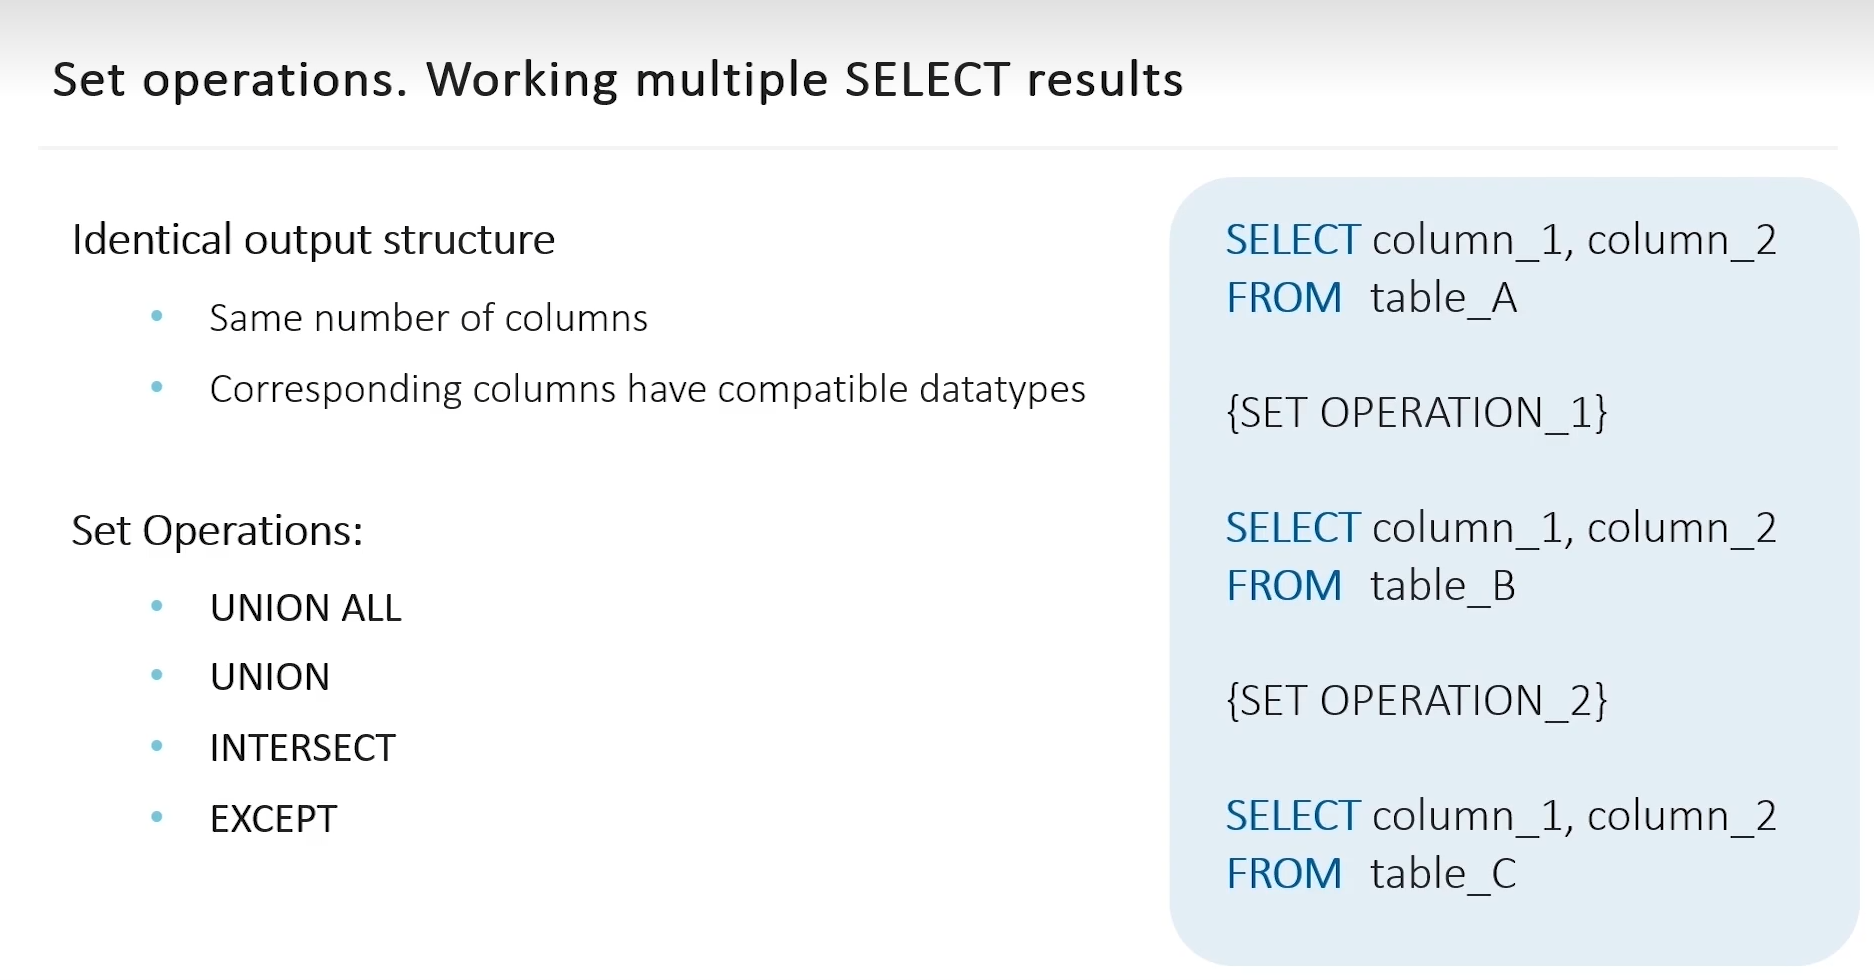 Set operations. Working multiple SELECT results
Identical output structure
• Same number of columns
• Corresponding columns have compatible datatypes
Set Operations:
• UNION ALL
• UNION
• INTERSECT
• EXCEPT
SELECT column_1, column_2
FROM table_A
{SET OPERATION_1}
SELECT column_1, column_2
FROM table_B
{SET OPERATION_2}
SELECT column_1, column_2
FROM table_C